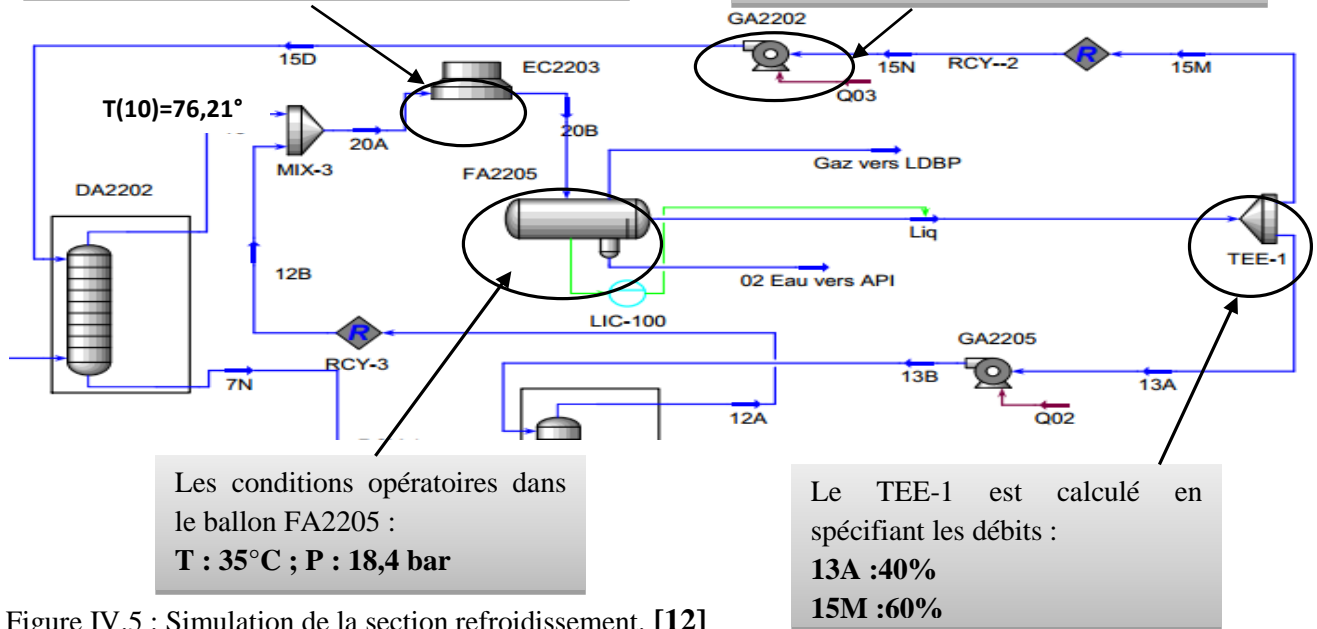 GA2202
15D
EC2203
15N
RCY--2
R
15M
Q03
T(10)=76,21°
20A
20B
MIX-3
Gaz vers LDBP
FA2205
DA2202
Liq
TEE-1
12B
02 Eau vers API
LIC-100
GA2205
R
RCY-3
7N
13B
13A
12A
Q02
Les conditions opératoires dans
le ballon FA2205 :
T : 35°C ; P : 18,4 bar
Le TEE-1 est calculé en
spécifiant les débits :
13A :40%
15M :60%
Figure IV.5 : Simulation de la section refroidissement. [12]